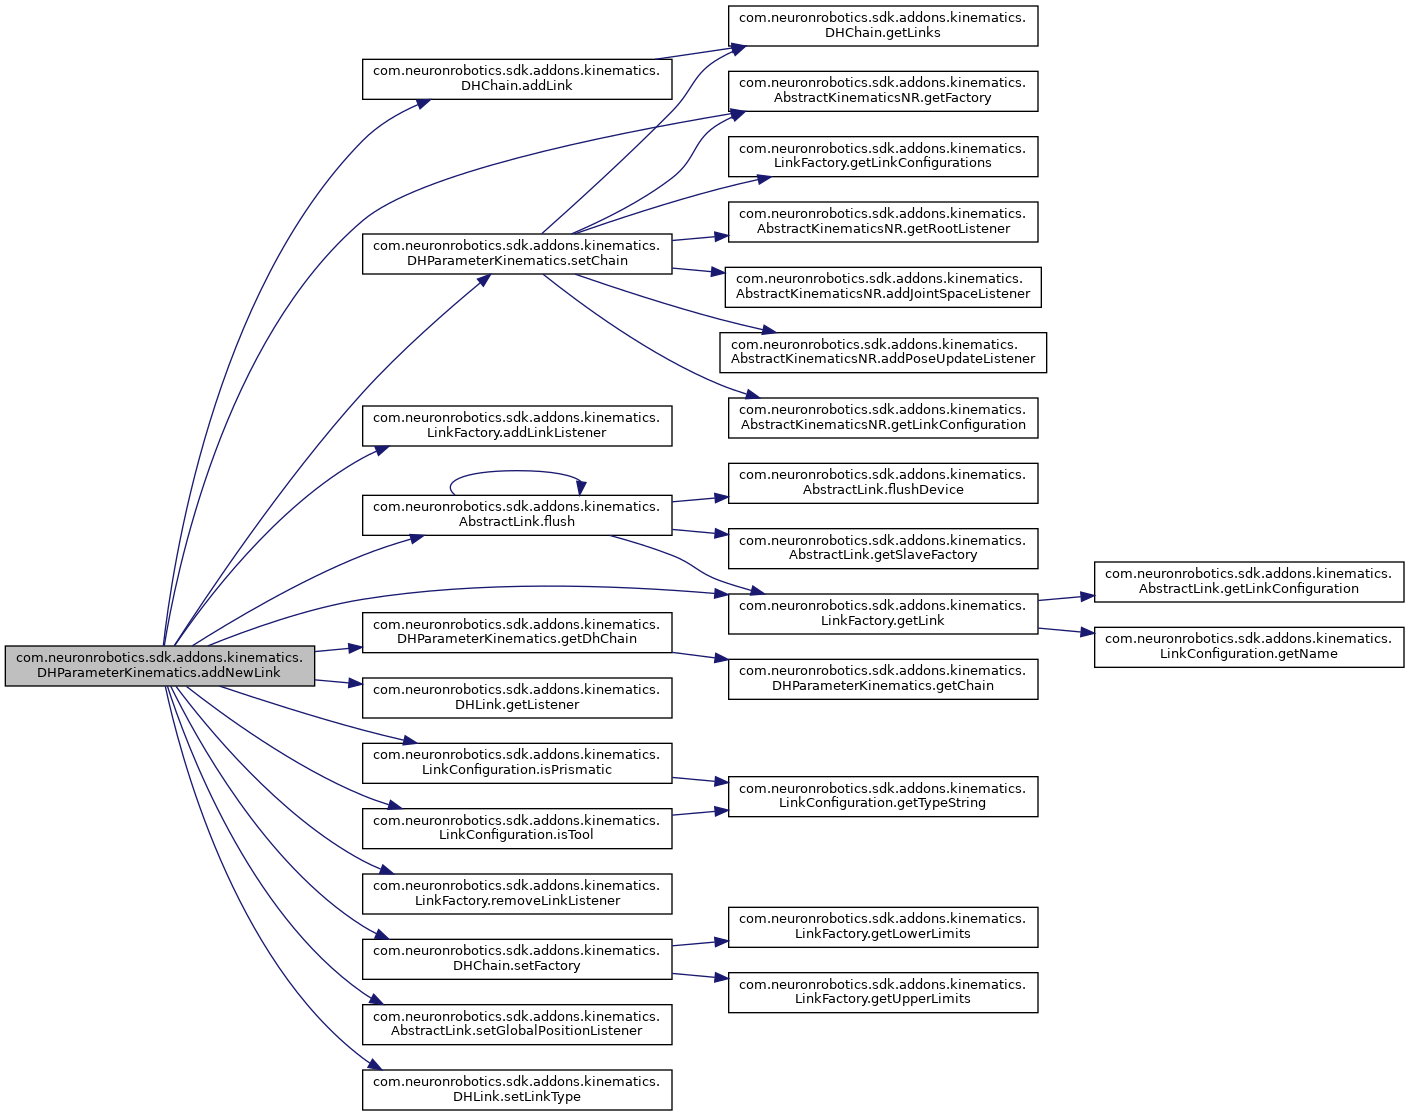 com.neuronrobotics.sdk.addons.kinematics.
DHParameterKinematics.addNewLink
com.neuronrobotics.sdk.addons.kinematics.
DHChain.addLink
com.neuronrobotics.sdk.addons.kinematics.
DHParameterKinematics.setChain
com.neuronrobotics.sdk.addons.kinematics.
LinkFactory.addLinkListener
com.neuronrobotics.sdk.addons.kinematics.
AbstractLink.flush
com.neuronrobotics.sdk.addons.kinematics.
DHParameterKinematics.getDhChain
com.neuronrobotics.sdk.addons.kinematics.
DHLink.getListener
com.neuronrobotics.sdk.addons.kinematics.
LinkConfiguration.isPrismatic
com.neuronrobotics.sdk.addons.kinematics.
LinkConfiguration.isTool
com.neuronrobotics.sdk.addons.kinematics.
LinkFactory.removeLinkListener
com.neuronrobotics.sdk.addons.kinematics.
DHChain.setFactory
com.neuronrobotics.sdk.addons.kinematics.
AbstractLink.setGlobalPositionListener
com.neuronrobotics.sdk.addons.kinematics.
DHLink.setLinkType
com.neuronrobotics.sdk.addons.kinematics.
DHChain.getLinks
com.neuronrobotics.sdk.addons.kinematics.
AbstractKinematicsNR.getFactory
com.neuronrobotics.sdk.addons.kinematics.
LinkFactory.getLinkConfigurations
com.neuronrobotics.sdk.addons.kinematics.
AbstractKinematicsNR.getRootListener
com.neuronrobotics.sdk.addons.kinematics.
AbstractKinematicsNR.addJointSpaceListener
com.neuronrobotics.sdk.addons.kinematics.
AbstractKinematicsNR.addPoseUpdateListener
com.neuronrobotics.sdk.addons.kinematics.
AbstractKinematicsNR.getLinkConfiguration
com.neuronrobotics.sdk.addons.kinematics.
AbstractLink.flushDevice
com.neuronrobotics.sdk.addons.kinematics.
AbstractLink.getSlaveFactory
com.neuronrobotics.sdk.addons.kinematics.
LinkFactory.getLink
com.neuronrobotics.sdk.addons.kinematics.
DHParameterKinematics.getChain
com.neuronrobotics.sdk.addons.kinematics.
LinkConfiguration.getTypeString
com.neuronrobotics.sdk.addons.kinematics.
LinkFactory.getLowerLimits
com.neuronrobotics.sdk.addons.kinematics.
LinkFactory.getUpperLimits
com.neuronrobotics.sdk.addons.kinematics.
AbstractLink.getLinkConfiguration
com.neuronrobotics.sdk.addons.kinematics.
LinkConfiguration.getName